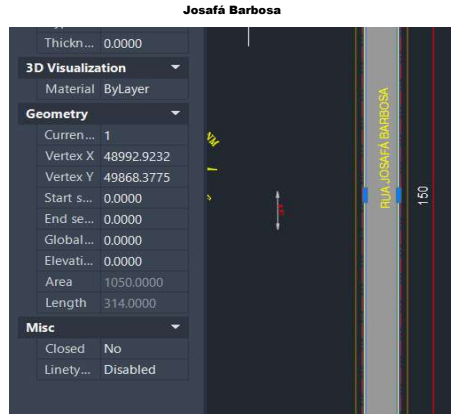 Josafá Barbosa
Thickn... 0.0000
3D Visualization
Material ByLayer
Geometry
Curren... 1
Vertex X 48992.9232
Vertex Y 49868.3775
Start s... 0.0000
End se... 0.0000
Global... 0.0000
Elevati... 0.0000
Area 1050.0000
Length 314.0000
Misc
Closed No
Linety... Disabled
NM
RUA JOSAFÁ BARBOSA
150